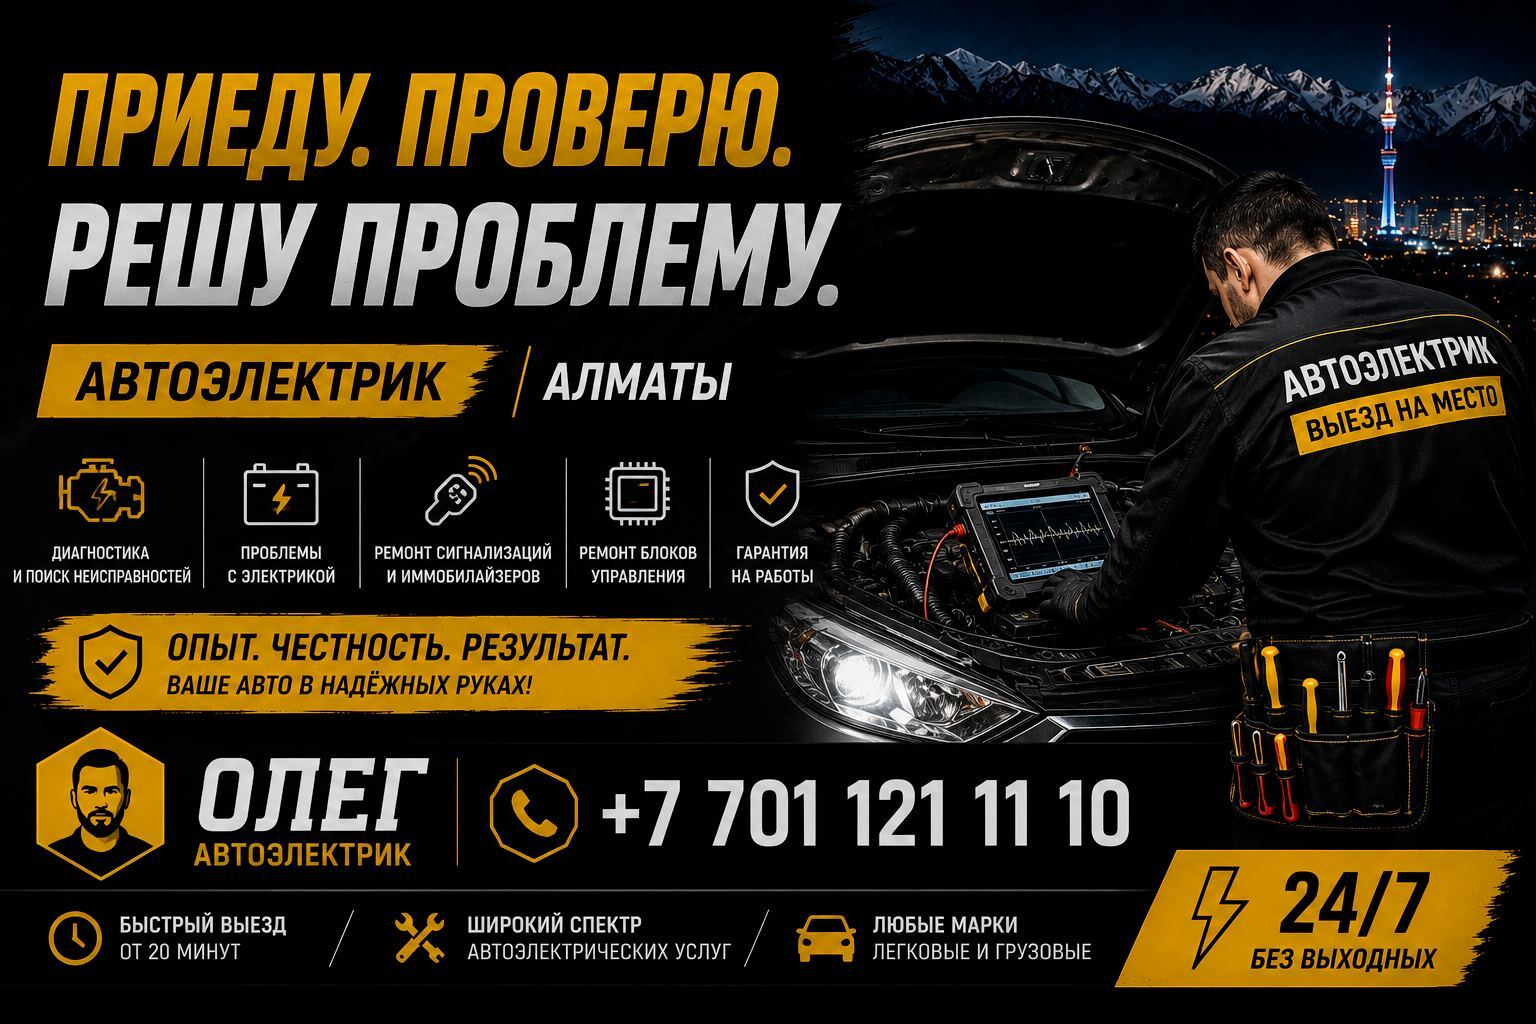 ПРИЕДУ. ПРОВЕРЮ.
РЕШУ ПРОБЛЕМУ.
АВТОЭЛЕКТРИК
АЛМАТЫ
ДИАГНОСТИКА
И ПОИСК НЕИСПРАВНОСТЕЙ
ПРОБЛЕМЫ
С ЭЛЕКТРИКОЙ
РЕМОНТ СИГНАЛИЗАЦИЙ
И ИММОБИЛАЙЗЕРОВ
РЕМОНТ БЛОКОВ
УПРАВЛЕНИЯ
ГАРАНТИЯ
НА РАБОТЫ
АВТОЭЛЕКТРИК
ВЫЕЗД НА МЕСТО
ОПЫТ. ЧЕСТНОСТЬ. РЕЗУЛЬТАТ.
ВАШЕ АВТО В НАДЁЖНЫХ РУКАХ!
ОЛЕГ
АВТОЭЛЕКТРИК
+7 701 121 11 10
БЫСТРЫЙ ВЫЕЗД
ОТ 20 МИНУТ
ШИРОКИЙ СПЕКТР
АВТОЭЛЕКТРИЧЕСКИХ УСЛУГ
ЛЮБЫЕ МАРКИ
ЛЕГКОВЫЕ И ГРУЗОВЫЕ
24/7
БЕЗ ВЫХОДНЫХ